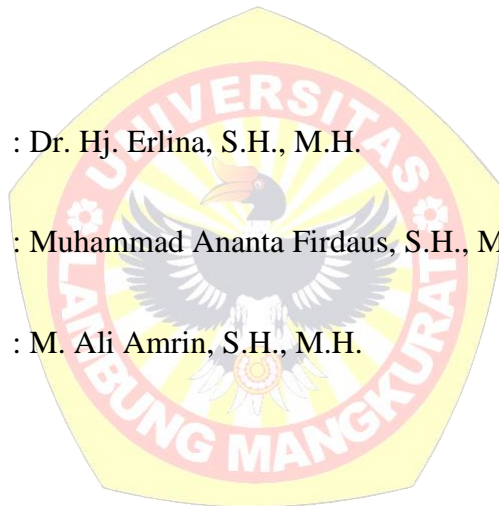 UNIVERSITAS
: Dr. Hj. Erlina, S.H., M.H.
: Muhammad Ananta Firdaus, S.H., M
: M. Ali Amrin, S.H., M.H.
LAMBUNG MANGKURAT